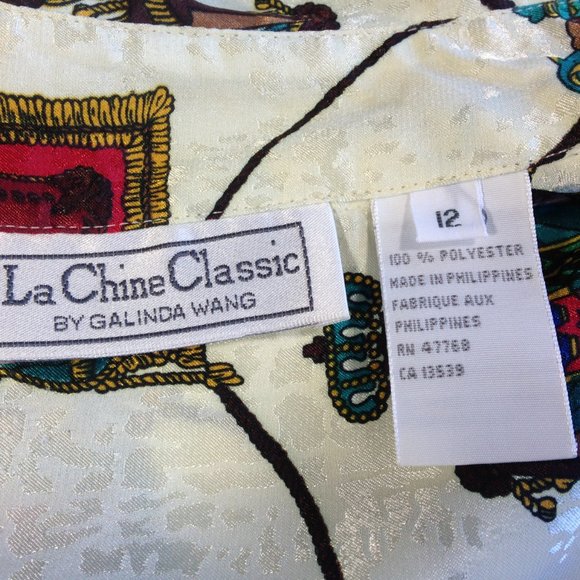 La Chine Classic
BY GALINDA WANG
12
100 % POLYESTER
MADE IN PHILIPPINES
FABRIQUE AUX
PHILIPPINES
RN 47768
CA 13539